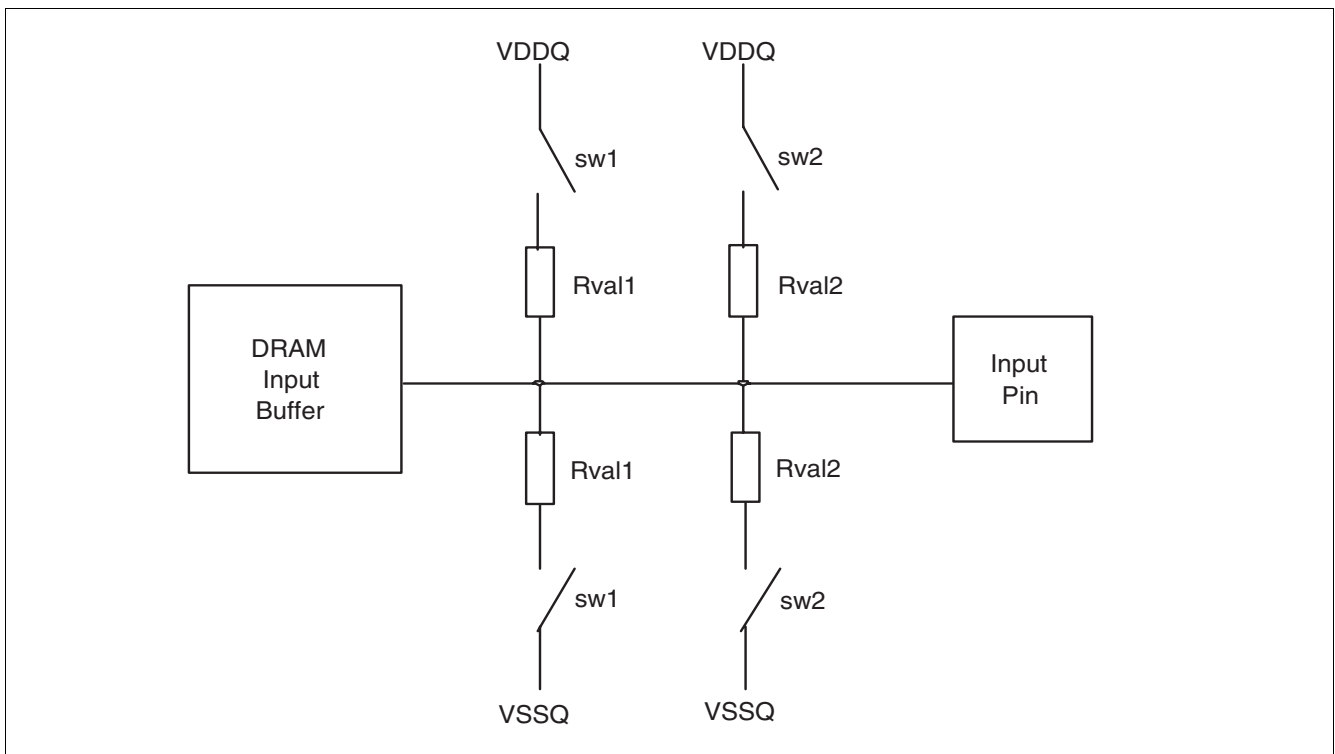 VDDQ VDDQ
sw1 sw2
Rval1 Rval2
DRAM
Input
Buffer
Input
Pin
Rval1 Rval2
sw1 sw2
VSSQ VSSQ